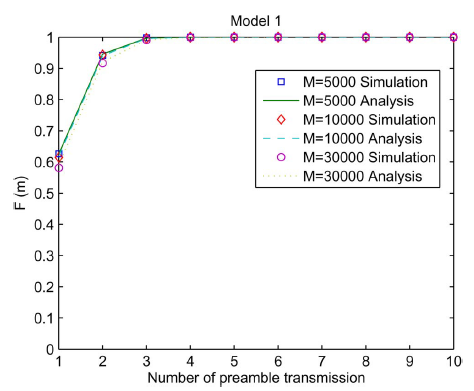 Model 1
1
0.9
0.8
0.7
0.6
0.5
0.4
0.3
0.2
0.1
0
F̅ (m)
M=5000 Simulation
M=5000 Analysis
M=10000 Simulation
M=10000 Analysis
M=30000 Simulation
M=30000 Analysis
1 2 3 4 5 6 7 8 9 10
Number of preamble transmission